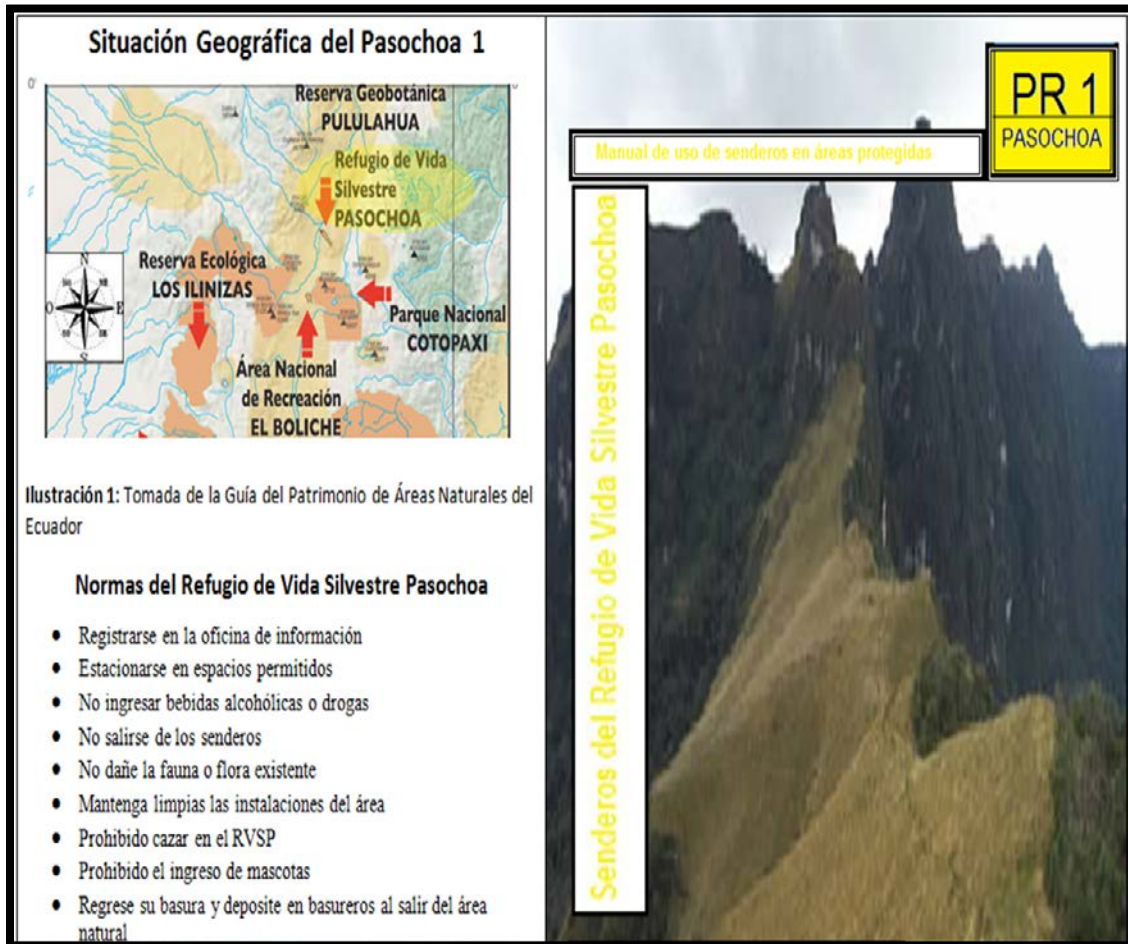 Situación Geográfica del Pasochoa 1
0'
Reserva Geobotánica
PULULAHUA
Refugio de Vida
Silvestre
PASOCHOA
Reserva Ecológica
LOS ILINIZAS
N
O
E
S
Parque Nacional
COTOPAXI
Área Nacional
de Recreación
EL BOLICHE
Ilustración 1: Tomada de la Guía del Patrimonio de Áreas Naturales del
Ecuador
Normas del Refugio de Vida Silvestre Pasochoa
• Registrarse en la oficina de información
• Estacionarse en espacios permitidos
• No ingresar bebidas alcohólicas o drogas
• No salirse de los senderos
• No dañe la fauna o flora existente
• Mantenga limpias las instalaciones del área
• Prohibido cazar en el RVSP
• Prohibido el ingreso de mascotas
• Regrese su basura y deposite en basureros al salir del área
natural
PR 1
PASOCHOA
Manual de uso de senderos en áreas protegidas
Senderos del Refugio de Vida Silvestre Pasochoa